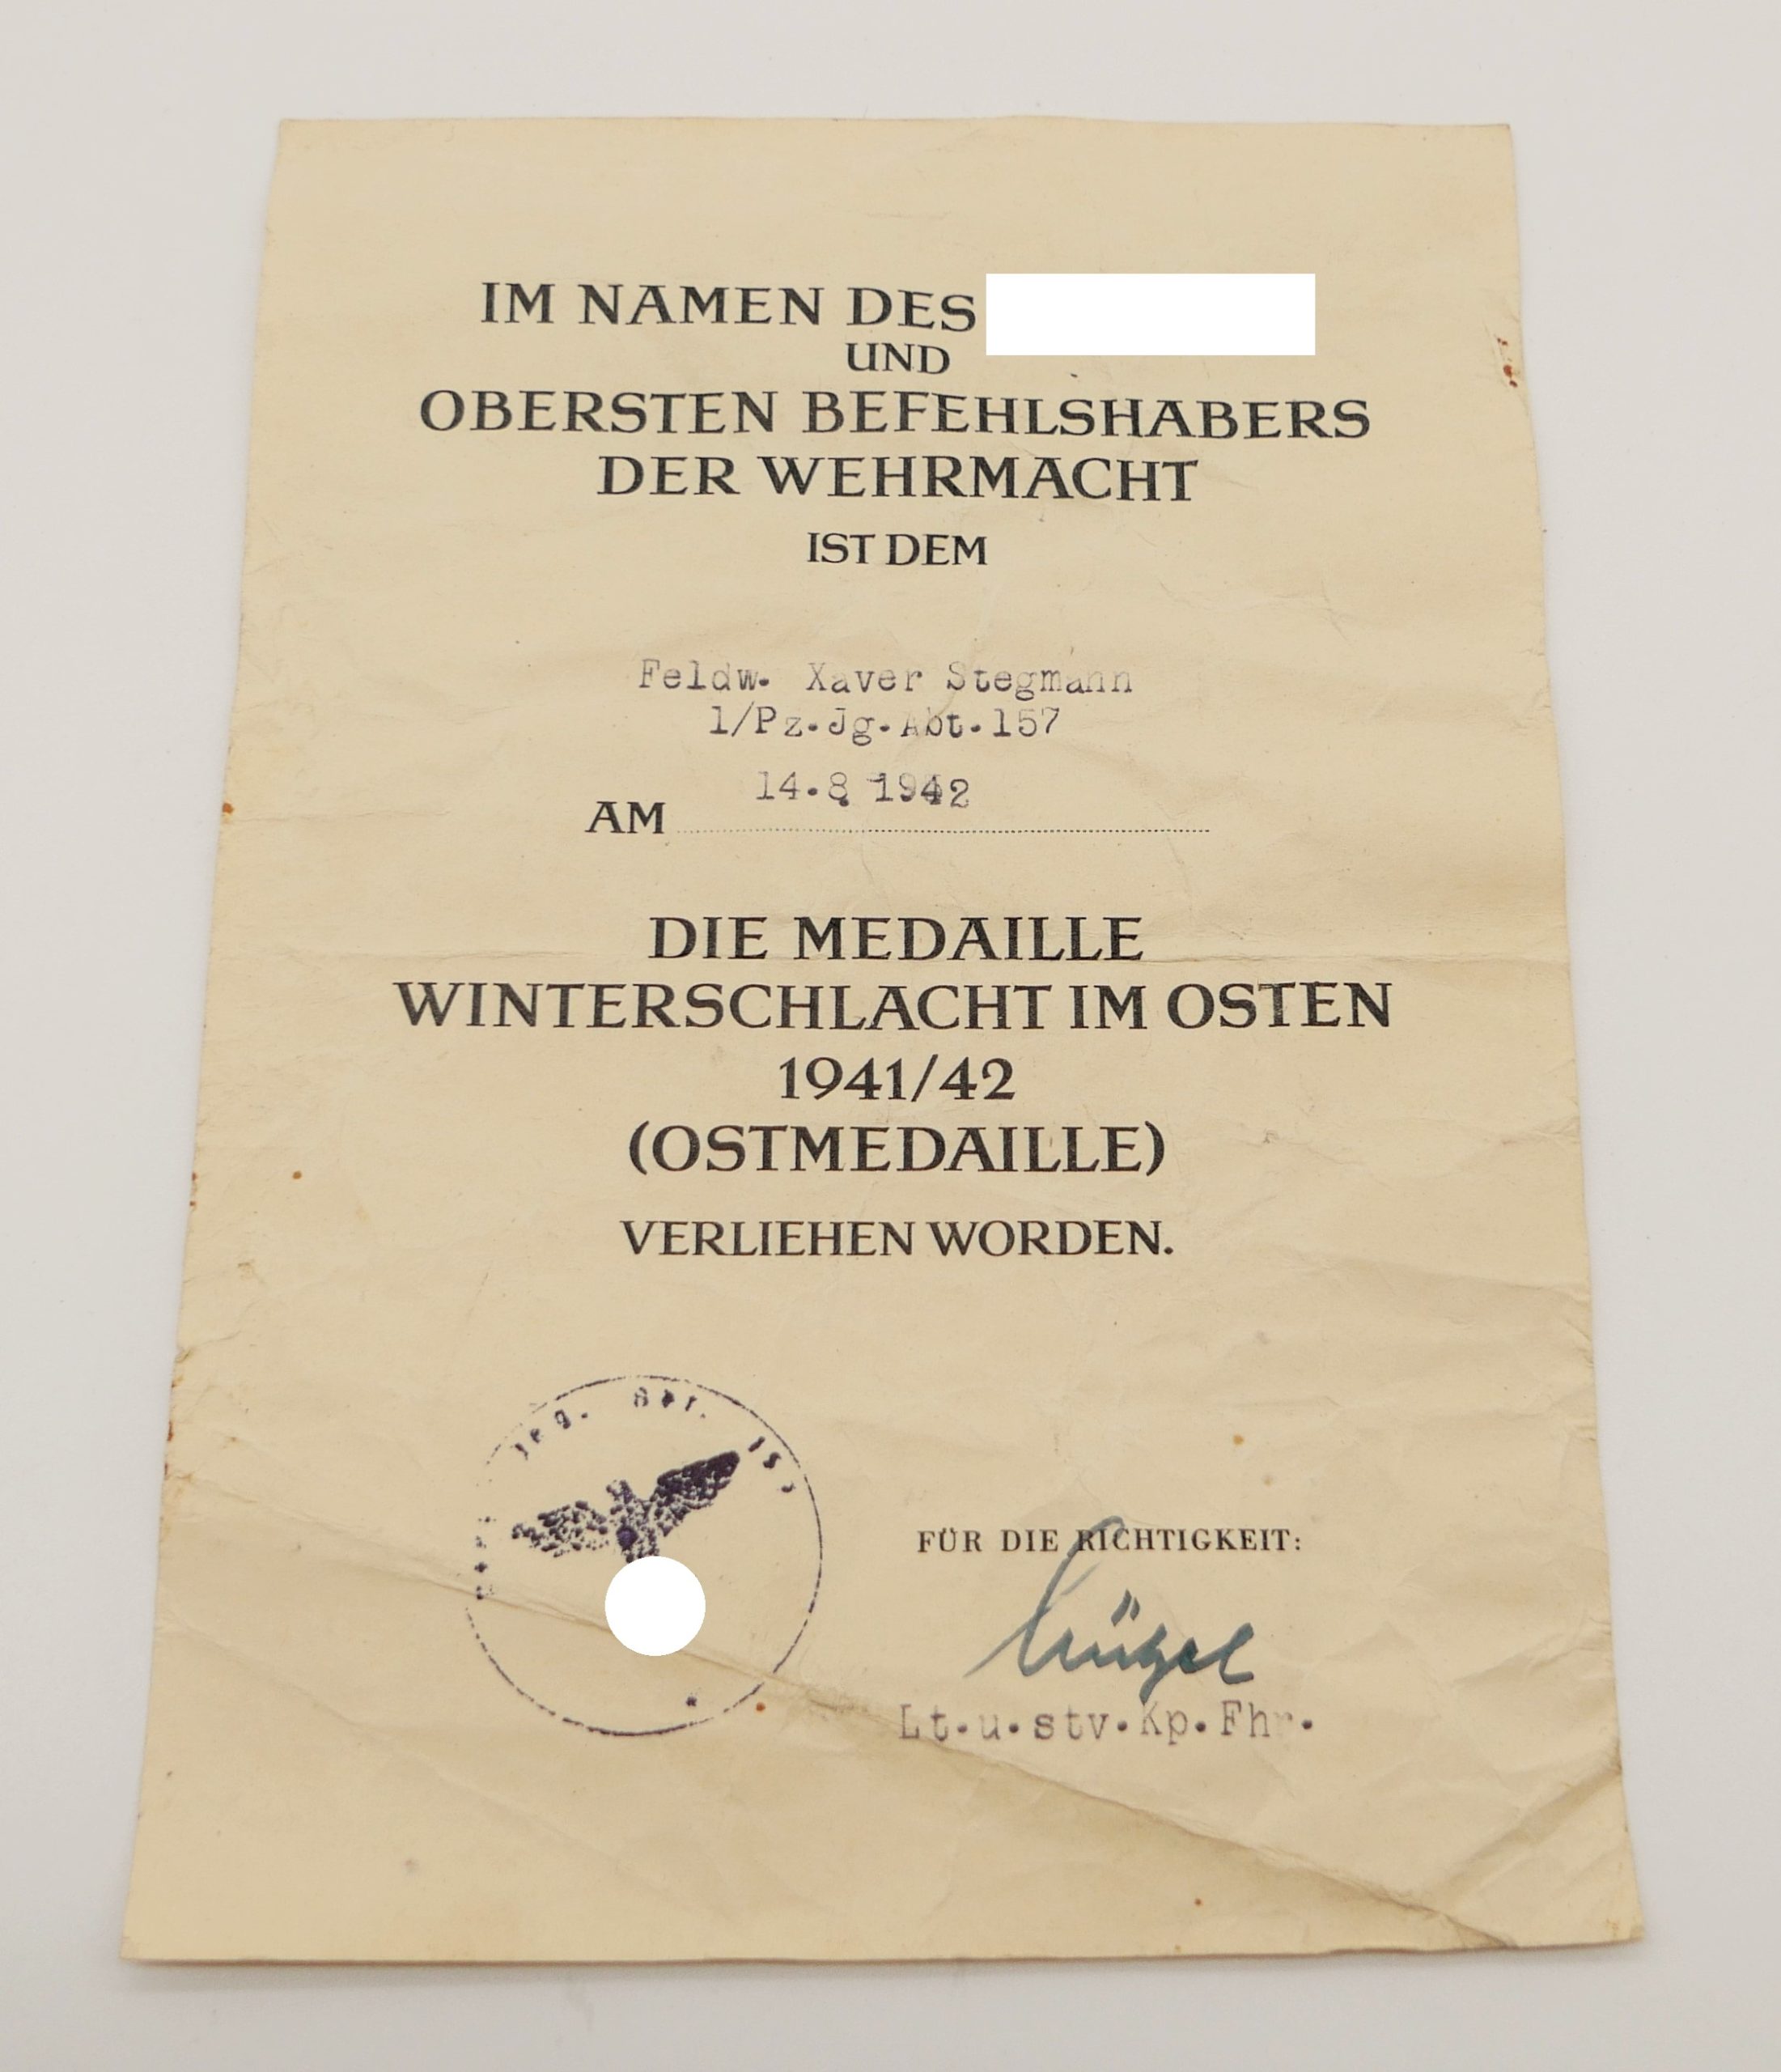 IM NAMEN DES
UND
OBERSTEN BEFEHLSHABERS
DER WEHRMACHT
IST DEM
Feldw. Xaver Stegmann
1/Pz.Jg.Abt.157
14.8.1942
AM
DIE MEDAILLE
WINTERSCHLACHT IM OSTEN
1941/42
(OSTMEDAILLE)
VERLIEHEN WORDEN.
FÜR DIE RICHTIGKEIT:
Lt.u.stv.Kp.Fhr.